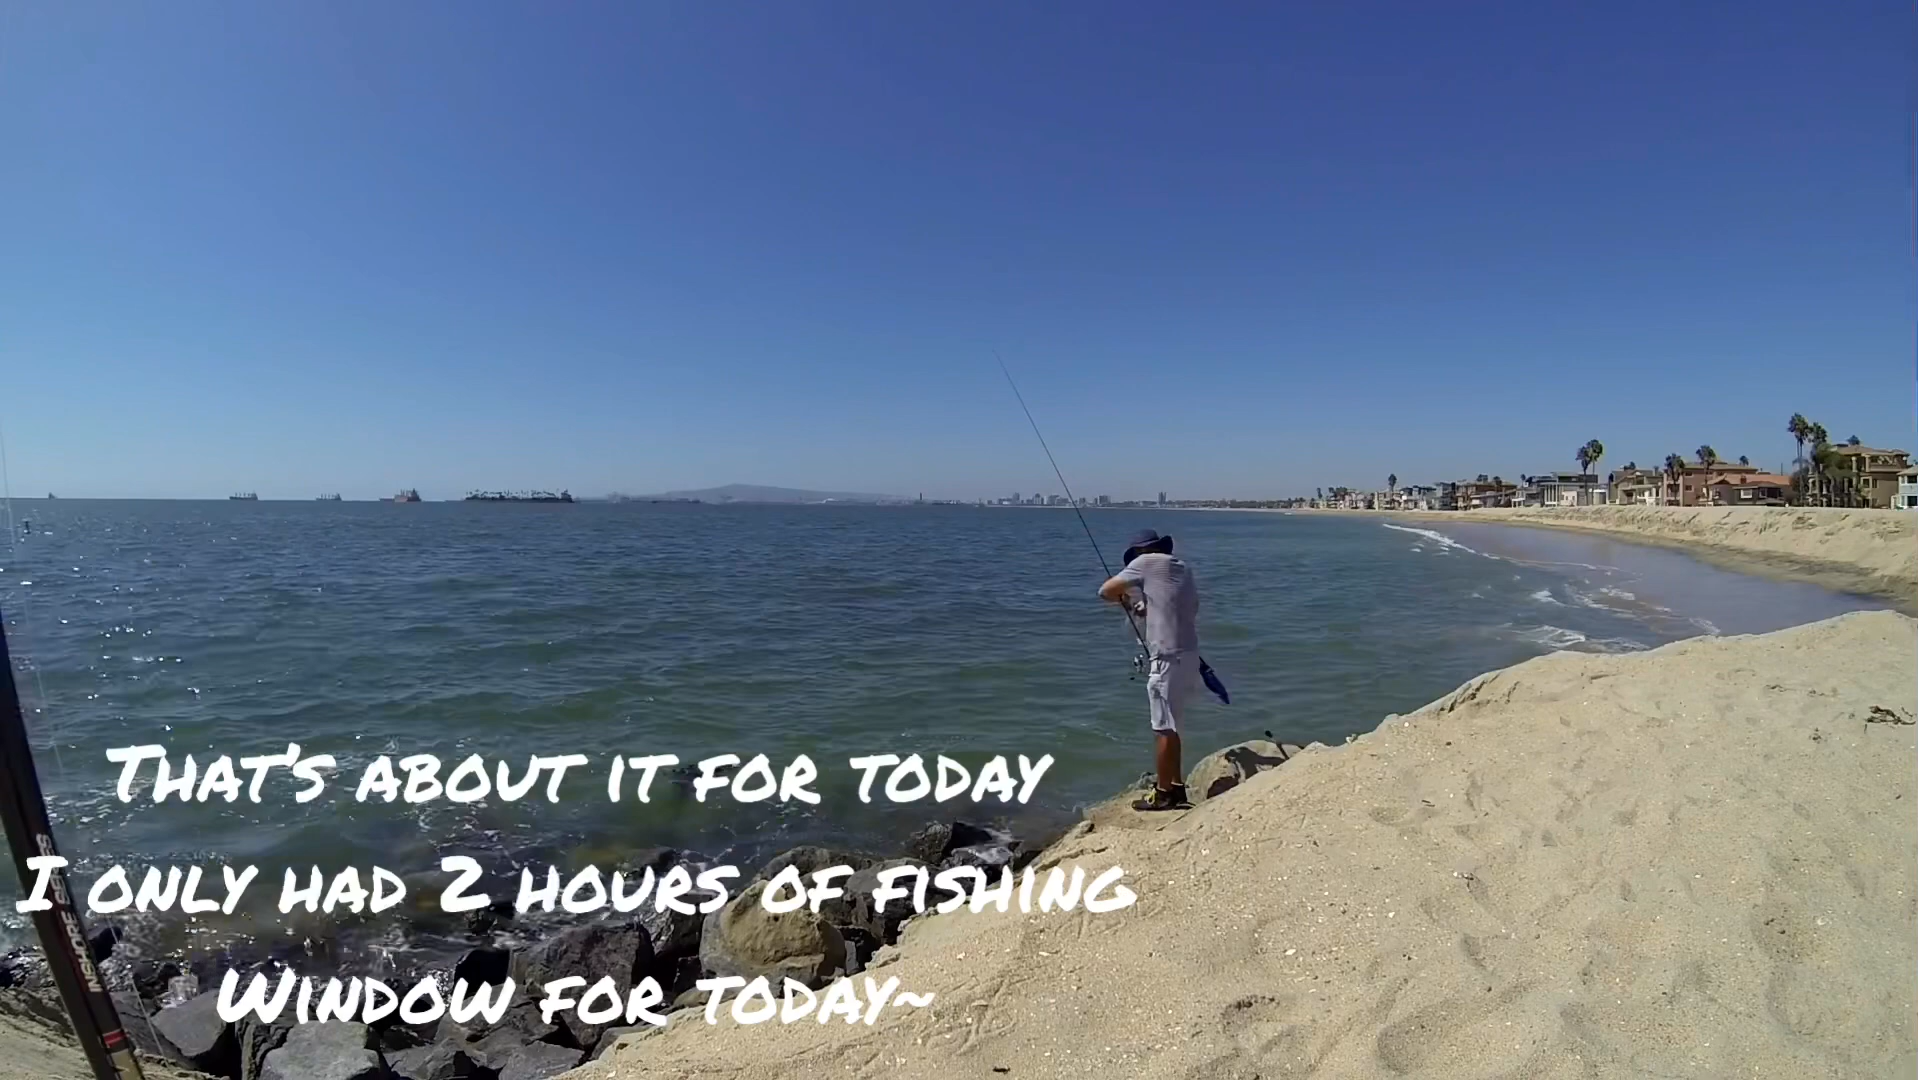 That's about it for today
I only had 2 hours of fishing
Window for today~